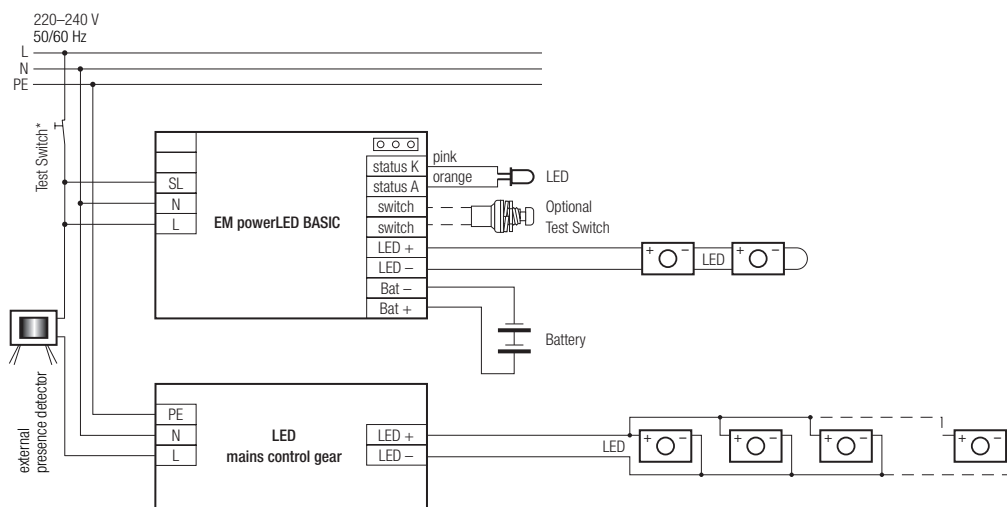 220–240 V
50/60 Hz
L
N
PE
Test Switch*
SL
N
L
EM powerLED BASIC
status K
status A
switch
switch
LED +
LED –
Bat –
Bat +
pink
orange
LED
Optional
Test Switch
+ –
LED
+ –
Battery
external
presence detector
PE
N
L
LED
mains control gear
LED +
LED –
LED
+ –
+ –
+ –
+ –